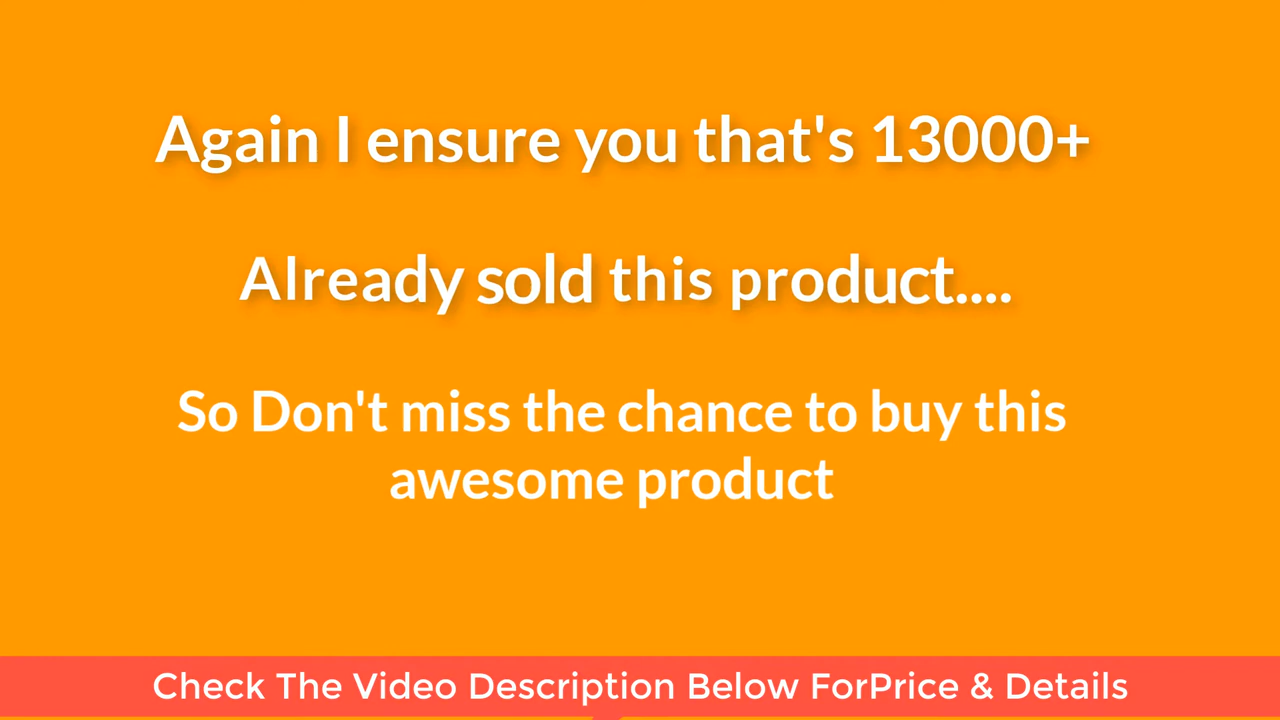 Again I ensure you that's 13000+
Already sold this product....
So Don't miss the chance to buy this
awesome product
Check The Video Description Below ForPrice & Details